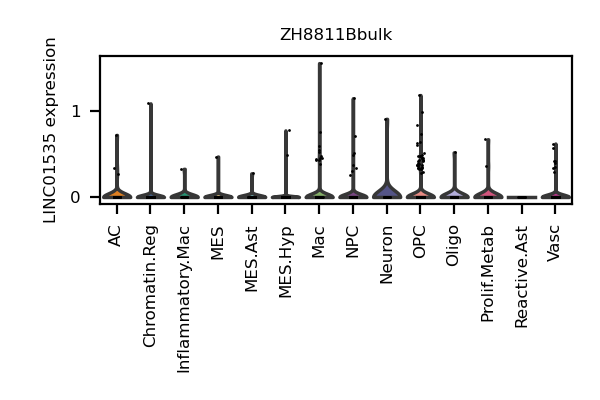 ZH8811Bbulk
LINC01535 expression
1
0
AC
Chromatin.Reg
Inflammatory.Mac
MES
MES.Ast
MES.Hyp
Mac
NPC
Neuron
OPC
Oligo
Prolif.Metab
Reactive.Ast
Vasc